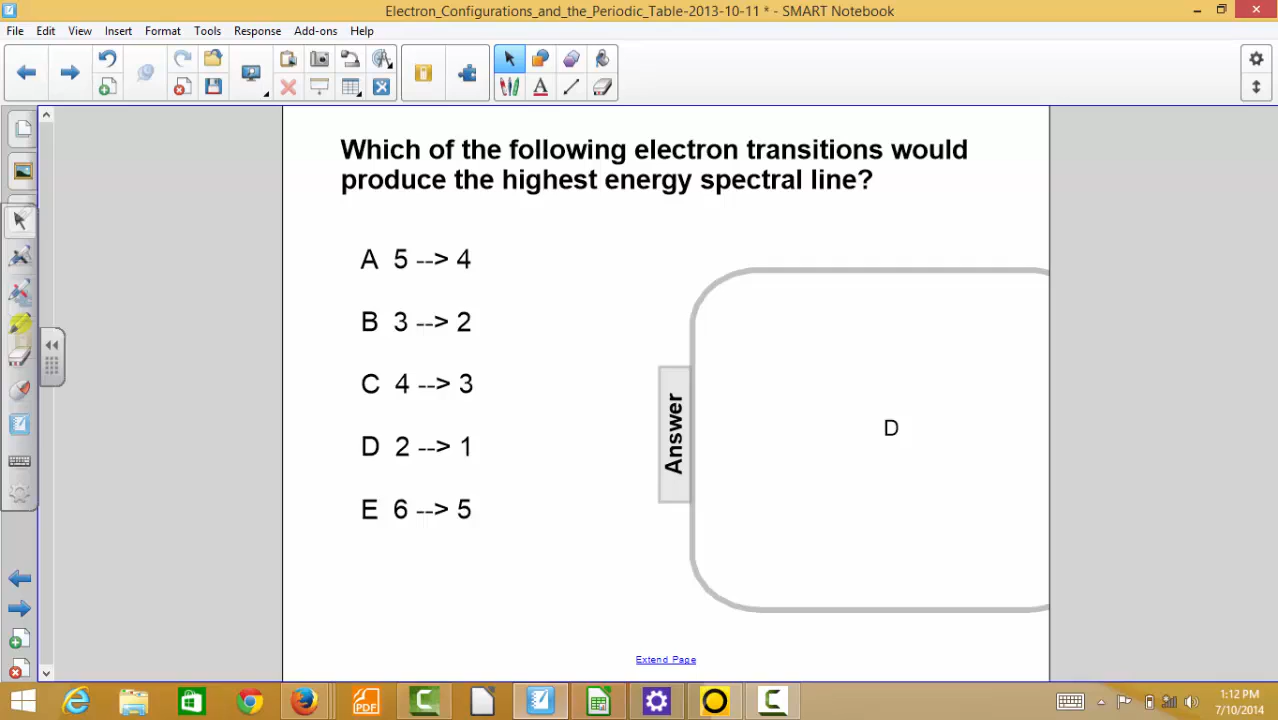 Electron_Configurations_and_the_Periodic_Table-2013-10-11 * - SMART Notebook
File Edit View Insert Format Tools Response Add-ons Help
Which of the following electron transitions would
produce the highest energy spectral line?
A 5 --> 4
B 3 --> 2
C 4 --> 3
D 2 --> 1
E 6 --> 5
Answer
D
Extend Page
PDF
1:12 PM
7/10/2014